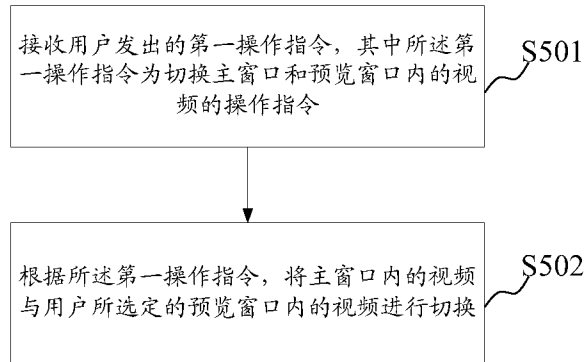 接收用户发出的第一操作指令，其中所述第
一操作指令为切换主窗口和预览窗口内的视
频的操作指令
S501
根据所述第一操作指令，将主窗口内的视频
与用户所选定的预览窗口内的视频进行切换
S502